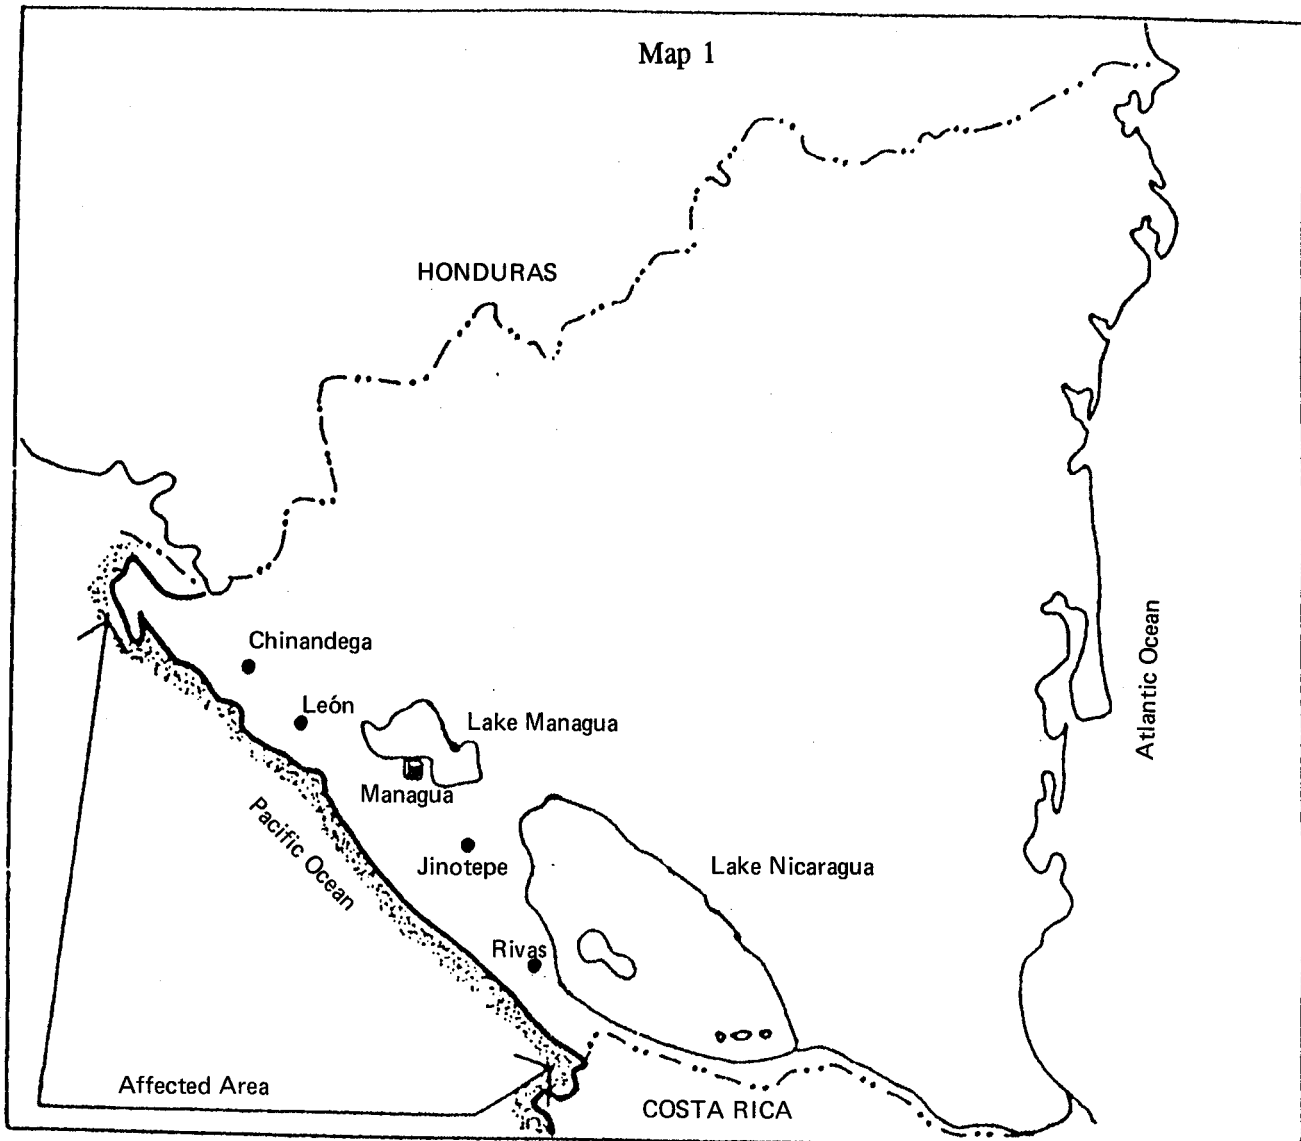 Map 1
HONDURAS
Chinandega
León
Lake Managua
Managua
Pacific Ocean
Jinotepe
Lake Nicaragua
Rivas
Atlantic Ocean
Affected Area
COSTA RICA